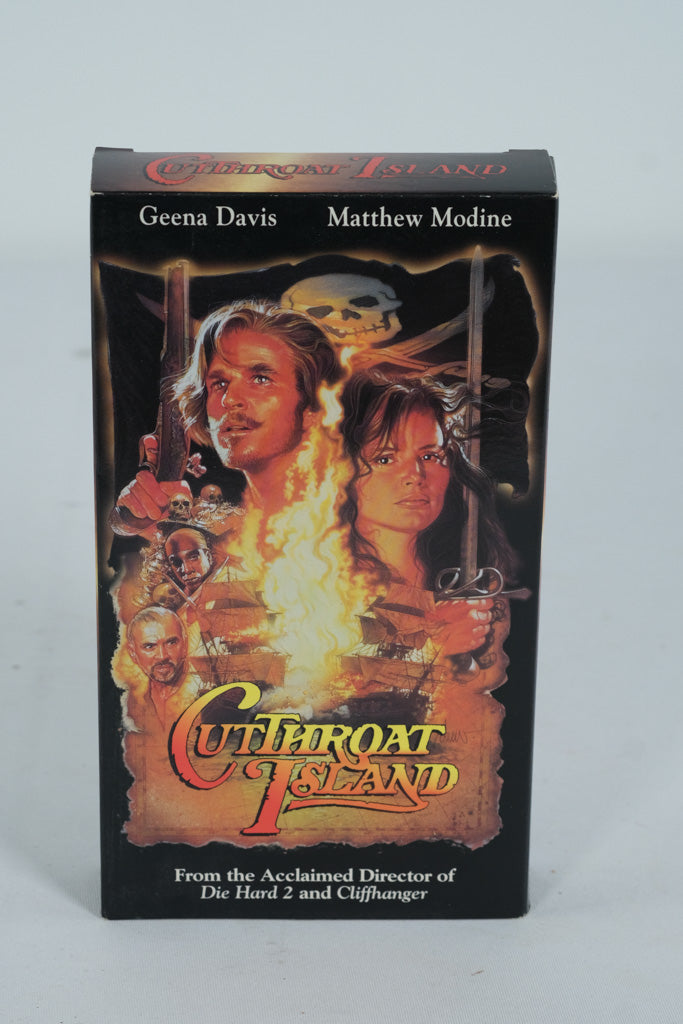 CUTTHROAT ISLAND
Geena Davis Matthew Modine
CUTTHROAT
ISLAND
From the Acclaimed Director of
Die Hard 2 and Cliffhanger